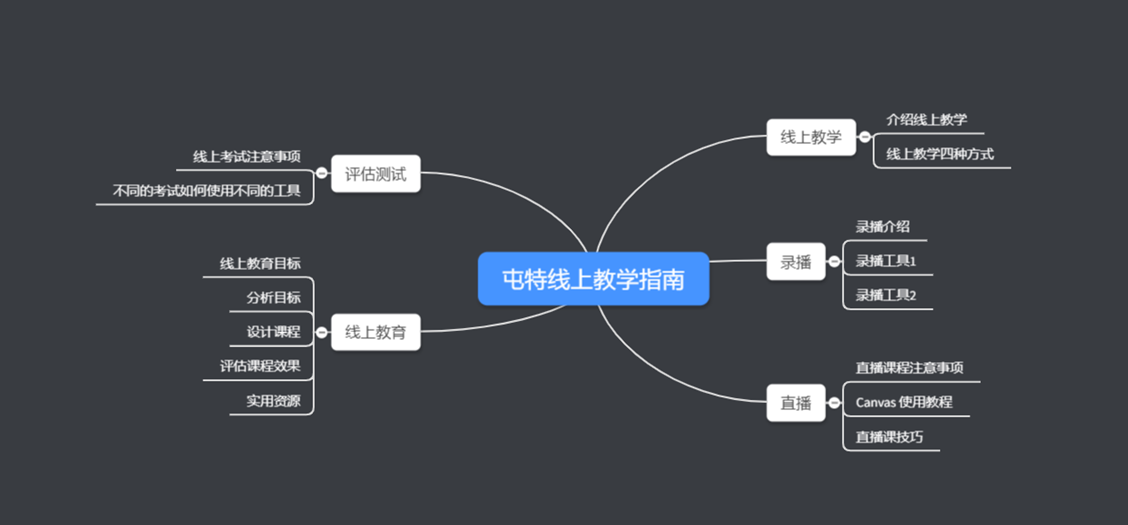 屯特线上教学指南
线上教学
介绍线上教学
线上教学四种方式
录播
录播介绍
录播工具1
录播工具2
直播
直播课程注意事项
Canvas 使用教程
直播课技巧
评估测试
线上考试注意事项
不同的考试如何使用不同的工具
线上教育
线上教育目标
分析目标
设计课程
评估课程效果
实用资源